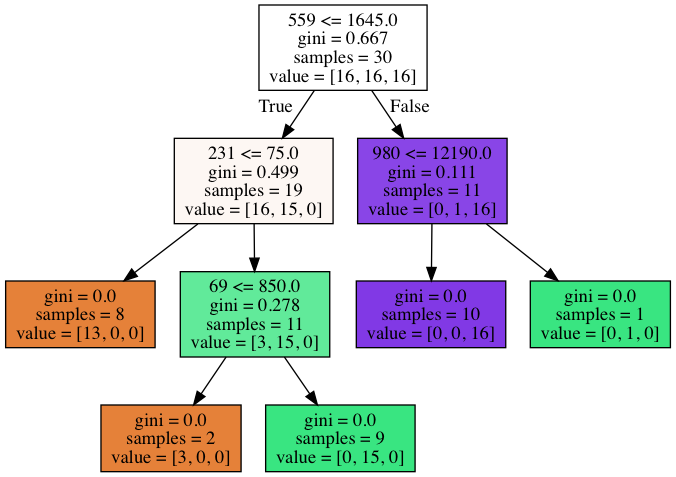 559 <= 1645.0
gini = 0.667
samples = 30
value = [16, 16, 16]
True
False
231 <= 75.0
gini = 0.499
samples = 19
value = [16, 15, 0]
980 <= 12190.0
gini = 0.111
samples = 11
value = [0, 1, 16]
gini = 0.0
samples = 8
value = [13, 0, 0]
69 <= 850.0
gini = 0.278
samples = 11
value = [3, 15, 0]
gini = 0.0
samples = 10
value = [0, 0, 16]
gini = 0.0
samples = 1
value = [0, 1, 0]
gini = 0.0
samples = 2
value = [3, 0, 0]
gini = 0.0
samples = 9
value = [0, 15, 0]